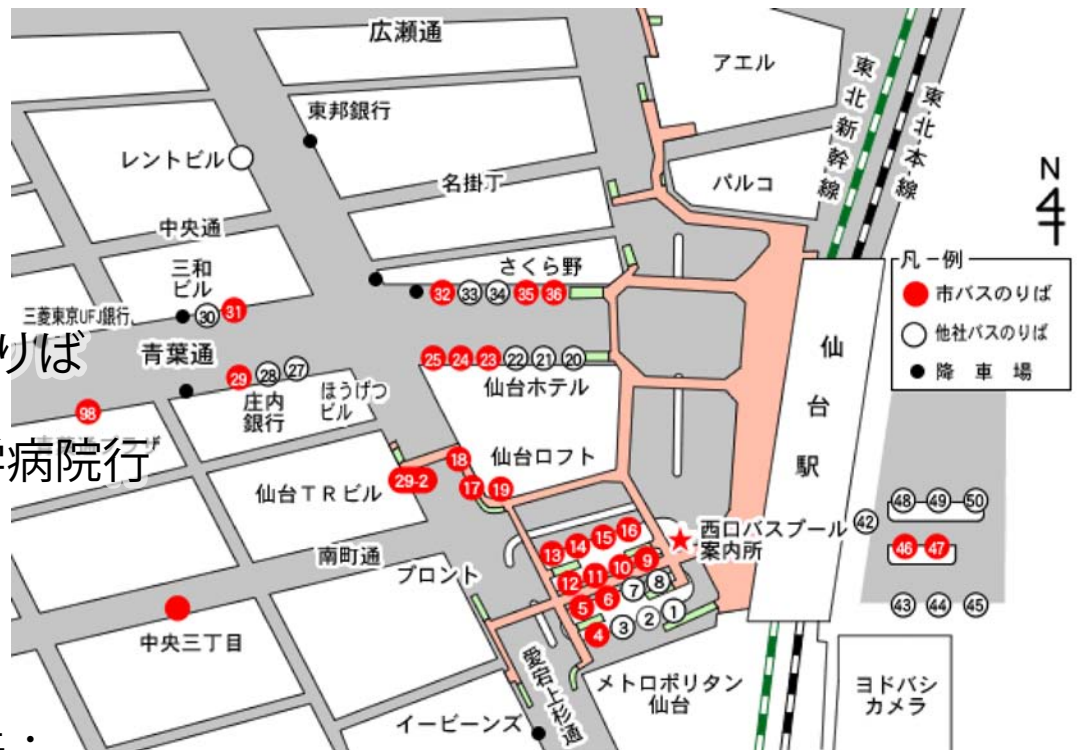 広瀬通
アエル
東北新幹線
東北本線
東邦銀行
レントビル
名掛丁
パルコ
N
中央通
三和
ビル
さくら野
凡－例
市バスのりば
他社バスのりば
降車場
32 33 34 35 36
三菱東京UFJ銀行
30 31
りば
青葉通
25 24 23 22 21 20
仙台ホテル
仙台駅
29 28 27
庄内
銀行
ほうげつ
ビル
98
病院行
仙台ロフト
18
29-2
17 19
仙台TRビル
48 49 50
42
西口バスプール
案内所
46 47
13 14 15 16
12 11 10 9
5 6 7 8
4 3 2 1
43 44 45
南町通
ブロント
中央三丁目
愛宕上杉通
メトロポリタン
仙台
ヨドバシ
カメラ
イービーンズ